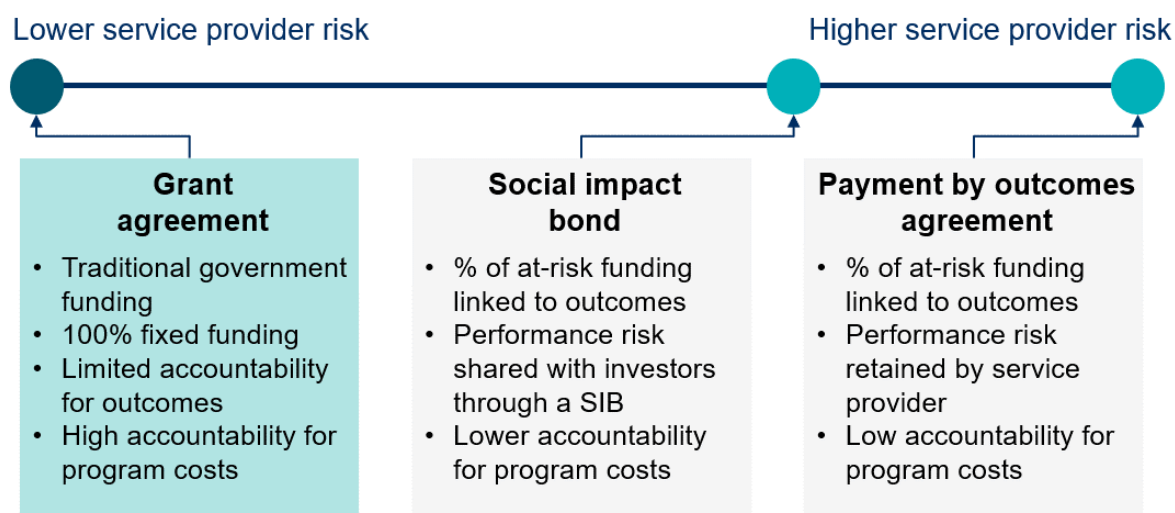 Lower service provider risk
Higher service provider risk
Grant
agreement
• Traditional government
funding
• 100% fixed funding
• Limited accountability
for outcomes
• High accountability for
program costs
Social impact
bond
• % of at-risk funding
linked to outcomes
• Performance risk
shared with investors
through a SIB
• Lower accountability
for program costs
Payment by outcomes
agreement
• % of at-risk funding
linked to outcomes
• Performance risk
retained by service
provider
• Low accountability for
program costs